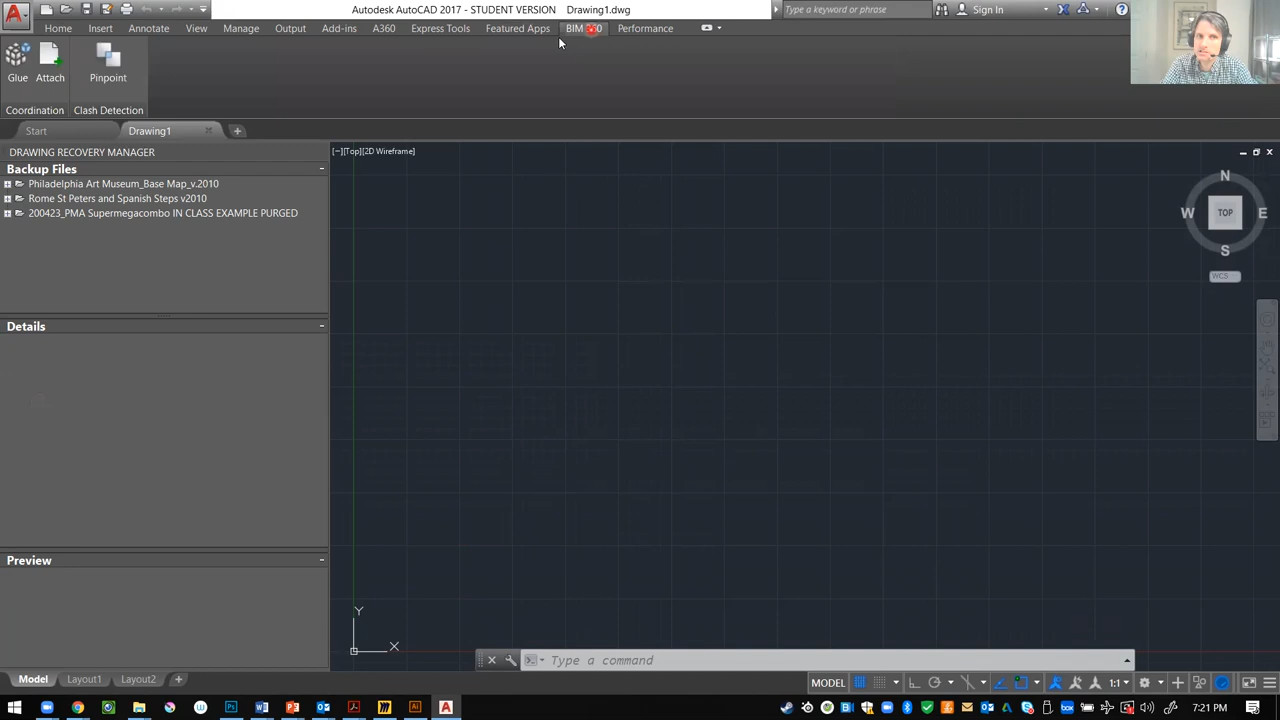 Autodesk AutoCAD 2017 - STUDENT VERSION Drawing1.dwg
Type a keyword or phrase
Sign In
Home Insert Annotate View Manage Output Add-ins A360 Express Tools Featured Apps BIM 360 Performance
Glue Attach Pinpoint
Coordination Clash Detection
Start Drawing1
DRAWING RECOVERY MANAGER
Backup Files
Philadelphia Art Museum_Base Map_v.2010
Rome St Peters and Spanish Steps v2010
200423_PMA Supermegacombo IN CLASS EXAMPLE PURGED
Details
Preview
[−][Top][2D Wireframe]
N
W TOP E
S
WCS
Y
X
Type a command
Model Layout1 Layout2
MODEL 1:1
7:21 PM